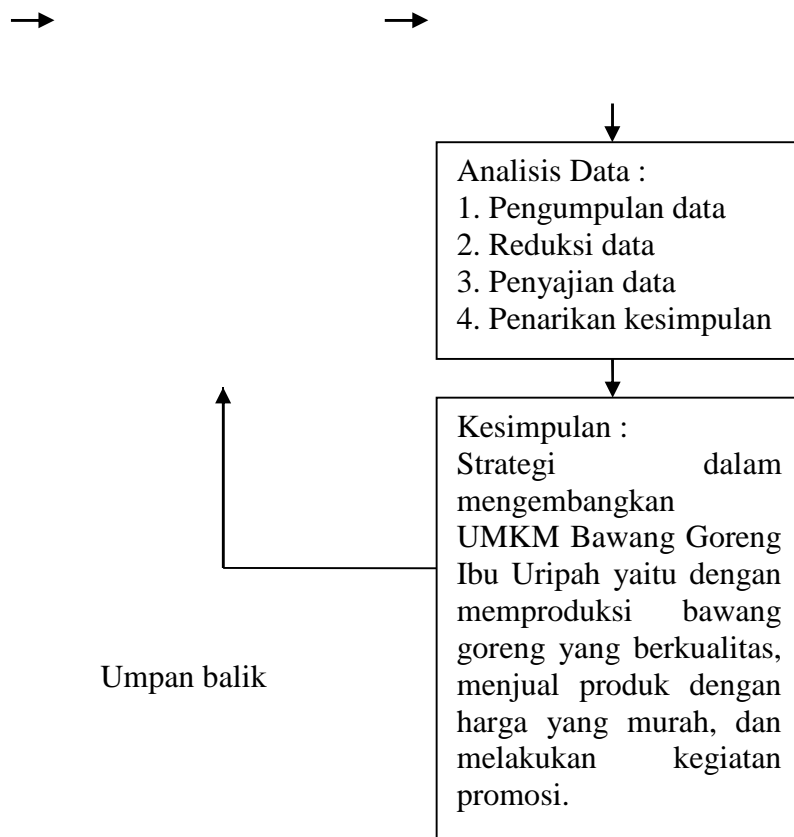 Analisis Data :
1. Pengumpulan data
2. Reduksi data
3. Penyajian data
4. Penarikan kesimpulan
Kesimpulan :
Strategi dalam
mengembangkan
UMKM Bawang Goreng
Ibu Uripah yaitu dengan
memproduksi bawang
goreng yang berkualitas,
menjual produk dengan
harga yang murah, dan
melakukan kegiatan
promosi.
Umpan balik